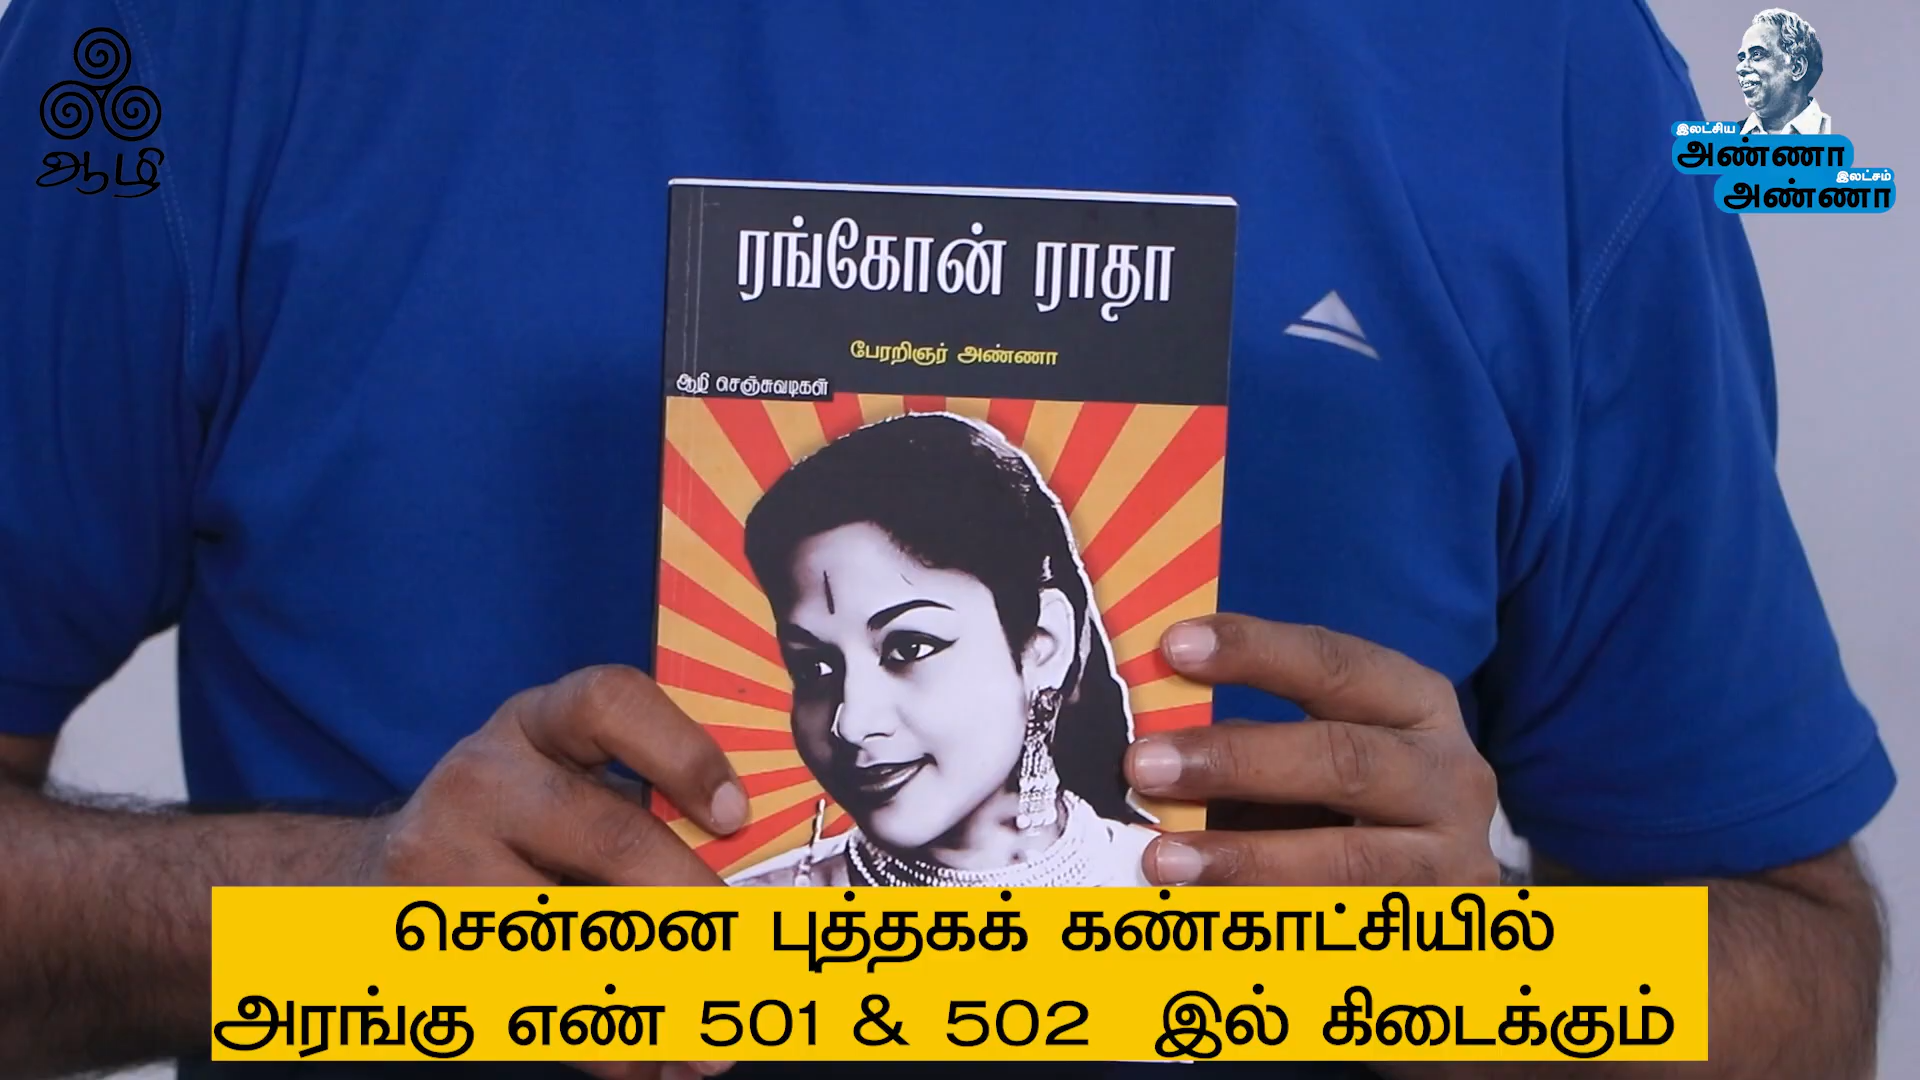 ஆழி
இலட்சிய
அண்ணா
இலட்சம்
அண்ணா
ரங்கோன் ராதா
பேரறிஞர் அண்ணா
ஆழி செஞ்சுவடிகள்
சென்னை புத்தகக் கண்காட்சியில்
அரங்கு எண் 501 & 502 இல் கிடைக்கும்